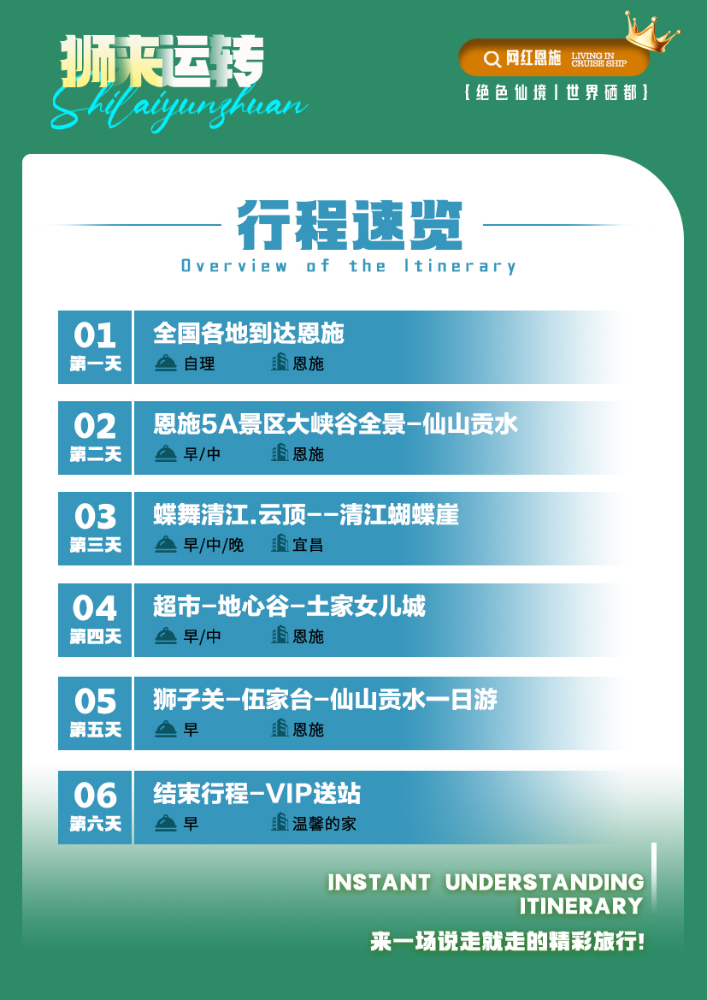 狮来运转
Shilaiyunzhuan
网红恩施 LIVING IN CRUISE SHIP
{绝色仙境|世界硒都}
行程速览
Overview of the Itinerary
01
第一天
全国各地到达恩施
自理 恩施
02
第二天
恩施5A景区大峡谷全景-仙山贡水
早/中 恩施
03
第三天
蝶舞清江.云顶--清江蝴蝶崖
早/中/晚 宜昌
04
第四天
超市-地心谷-土家女儿城
早/中 恩施
05
第五天
狮子关-伍家台-仙山贡水一日游
早 恩施
06
第六天
结束行程-VIP送站
早 温馨的家
INSTANT UNDERSTANDING
ITINERARY
来一场说走就走的精彩旅行!